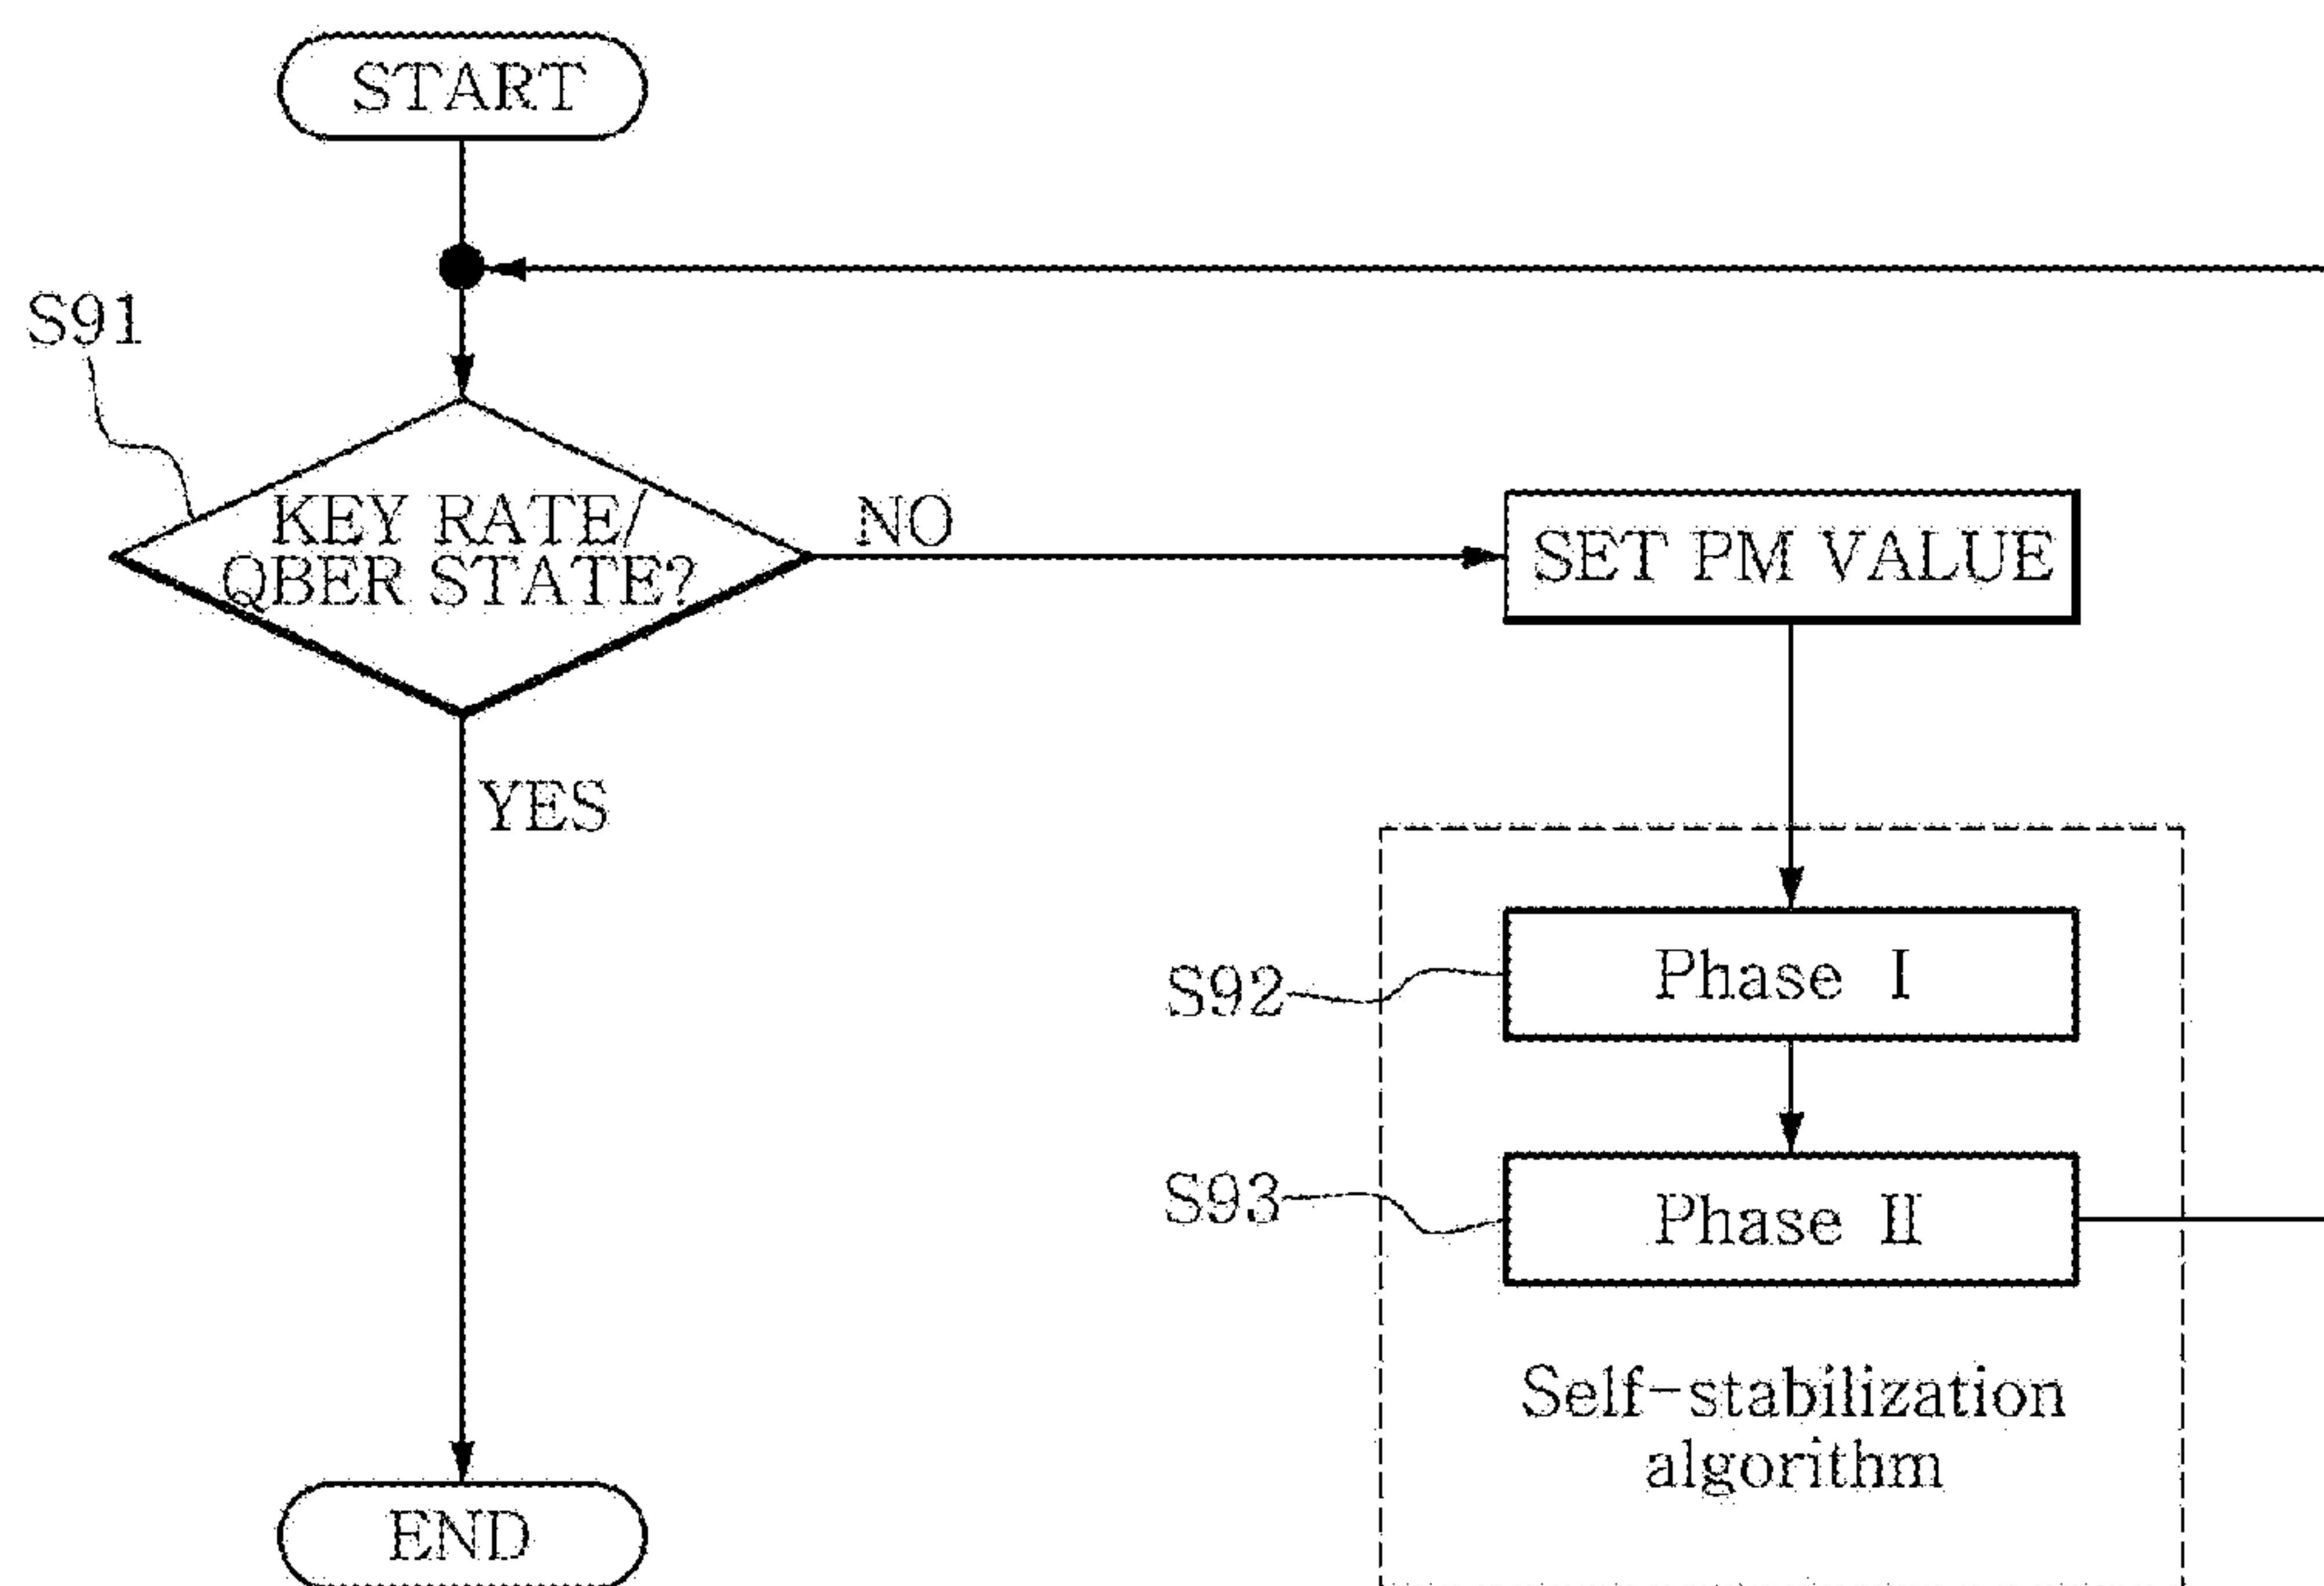 START
S91
KEY RATE/
QBER STATE?
NO
SET PM VALUE
YES
S92
Phase I
S93
Phase II
Self-stabilization
algorithm
END